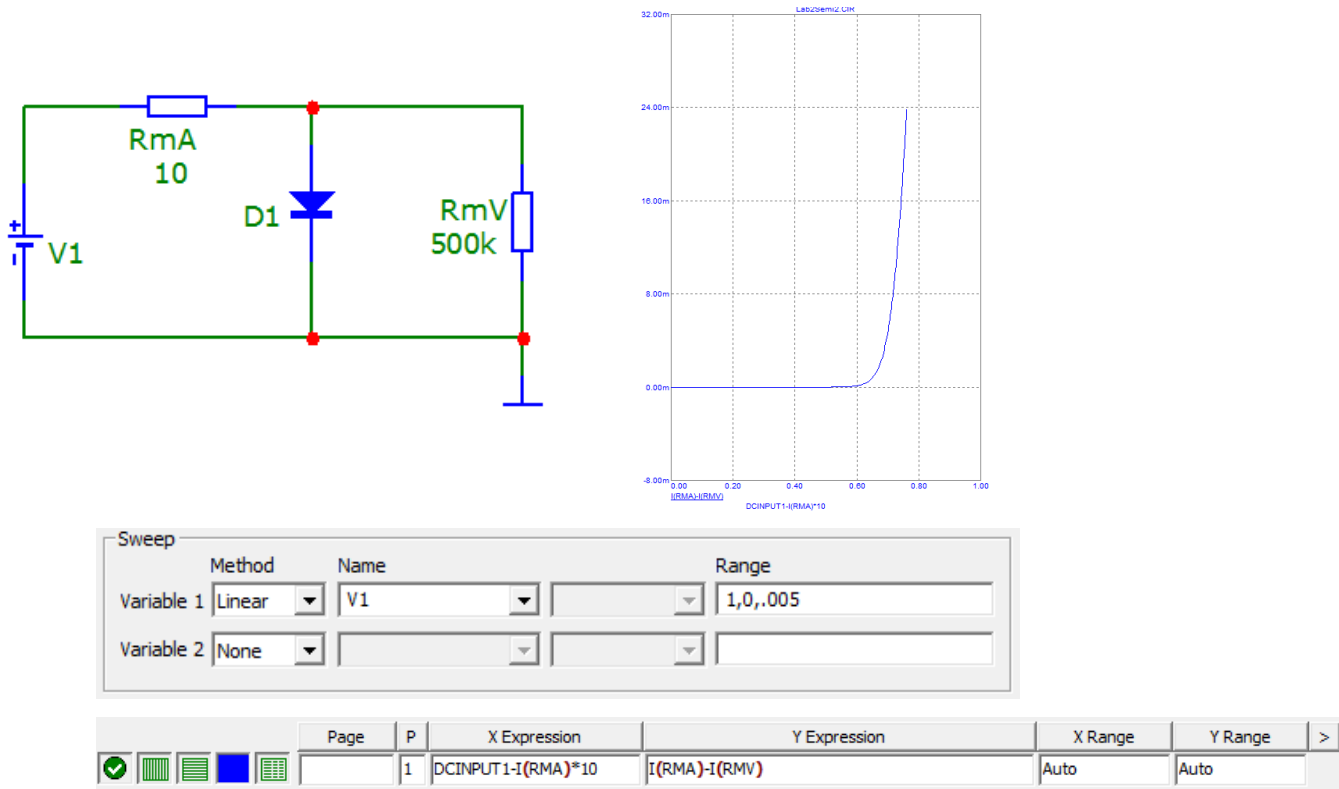 RmA
10
D1
RmV
500k
+
-
V1
Lab2Semi2.CIR
32.00m
24.00m
16.00m
8.00m
0.00m
-8.00m
0.00 0.20 0.40 0.60 0.80 1.00
I(RMA)-I(RMV)
DCINPUT1-I(RMA)*10
Sweep
Method Name Range
Variable 1 Linear V1 1,0,.005
Variable 2 None
Page P X Expression Y Expression X Range Y Range >
1 DCINPUT1-I(RMA)*10 I(RMA)-I(RMV) Auto Auto